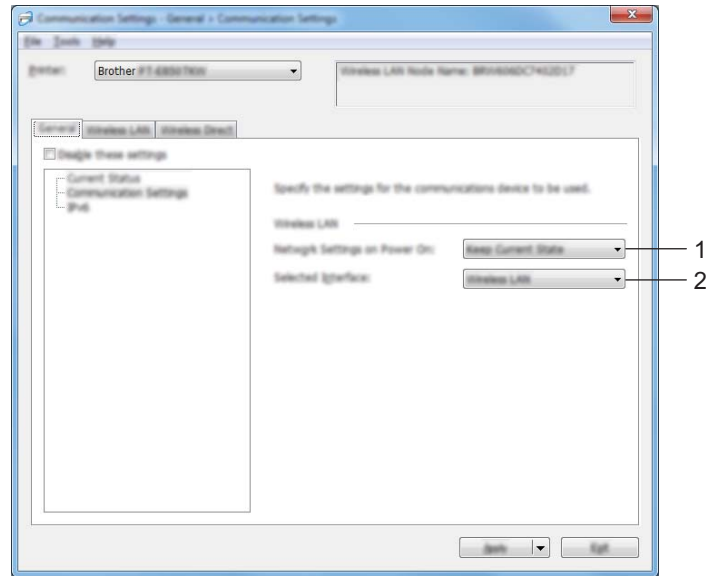 Communication Settings - General > Communication Settings
File Tools Help
Printer: Brother
Wireless LAN Node Name:
General Wireless LAN Wireless Direct
Disable these settings
Current Status
Communication Settings
IPv6
Specify the settings for the communications device to be used.
Wireless LAN
Network Settings on Power On: Keep Current State 1
Selected Interface: Wireless LAN 2
Apply Exit